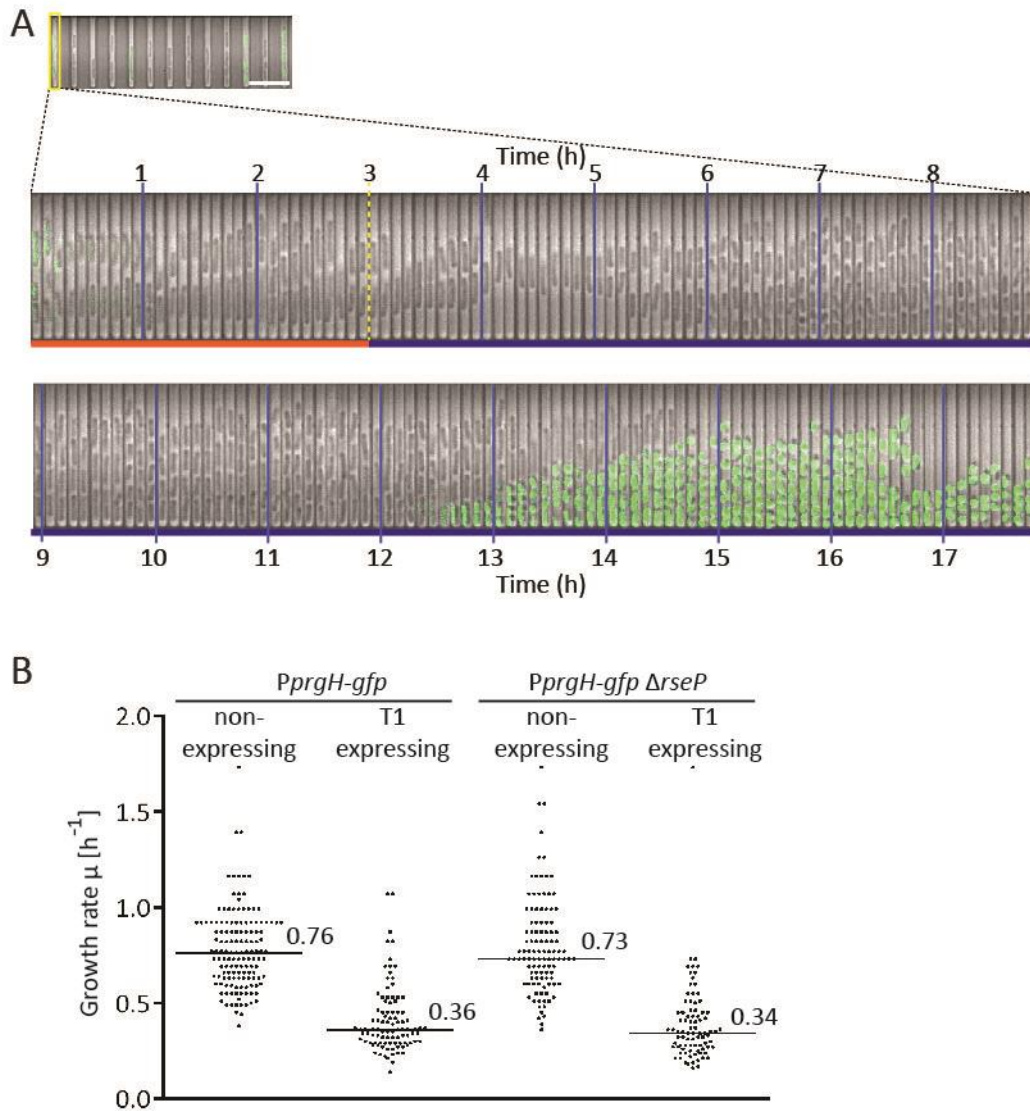 A
Time (h)
1 2 3 4 5 6 7 8
9 10 11 12 13 14 15 16 17
Time (h)
B
PprgH-gfp PprgH-gfp ΔrseP
non- T1 non- T1
expressing expressing expressing expressing
2.0
1.5
1.0
0.5
0.0
Growth rate μ [h⁻¹]
0.76
0.36
0.73
0.34